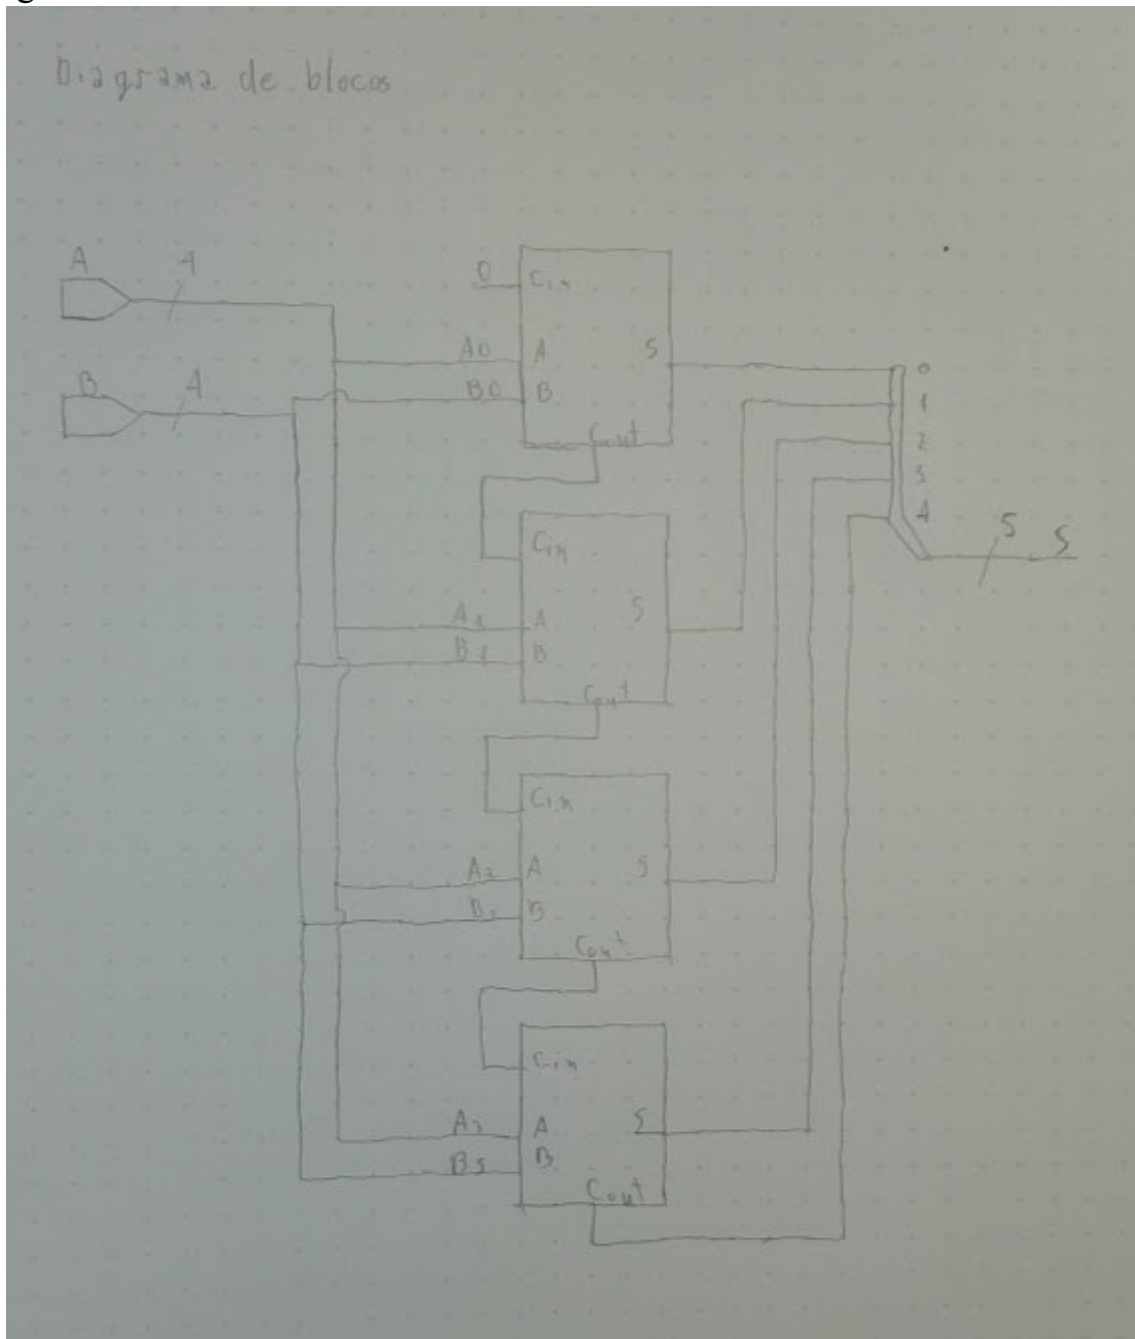 Diagrama de blocos
A 4
0 Cin
A0 A S 0
B 4 B0 B 1
Cout 2
3
4
5 S
Cin
A1 A S
B1 B
Cout
Cin
A2 A S
B
Cout
Cin
A3 A S
B3 B
Cout